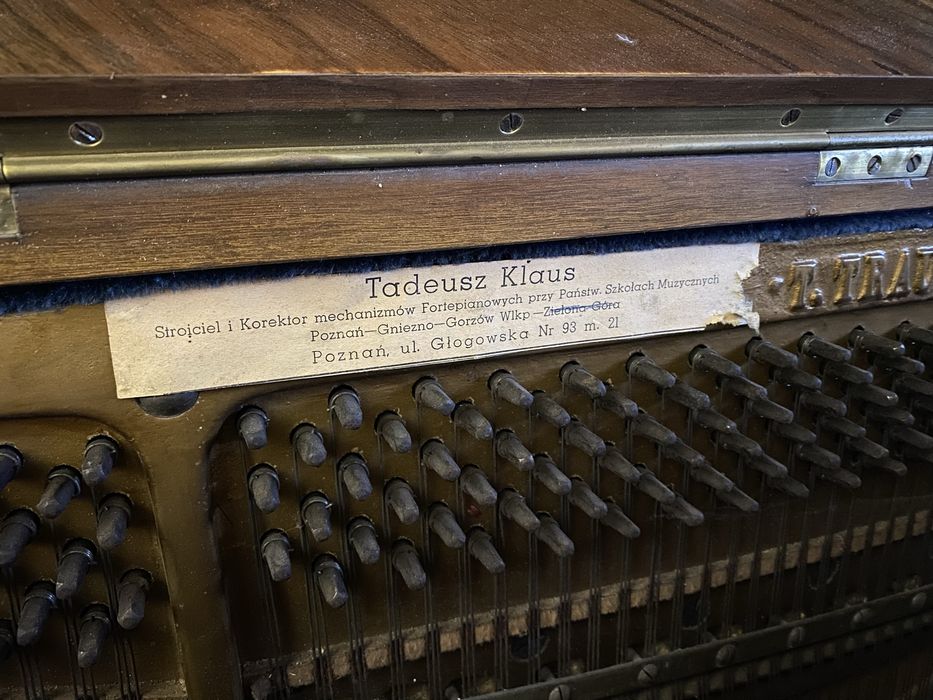 Tadeusz Klaus
Stroiciel i Korektor mechanizmów Fortepianowych przy Państw. Szkołach Muzycznych
Poznań—Gniezno—Gorzów Wlkp.—Zielona Góra
Poznań, ul. Głogowska Nr 93 m. 21
T. TRAU